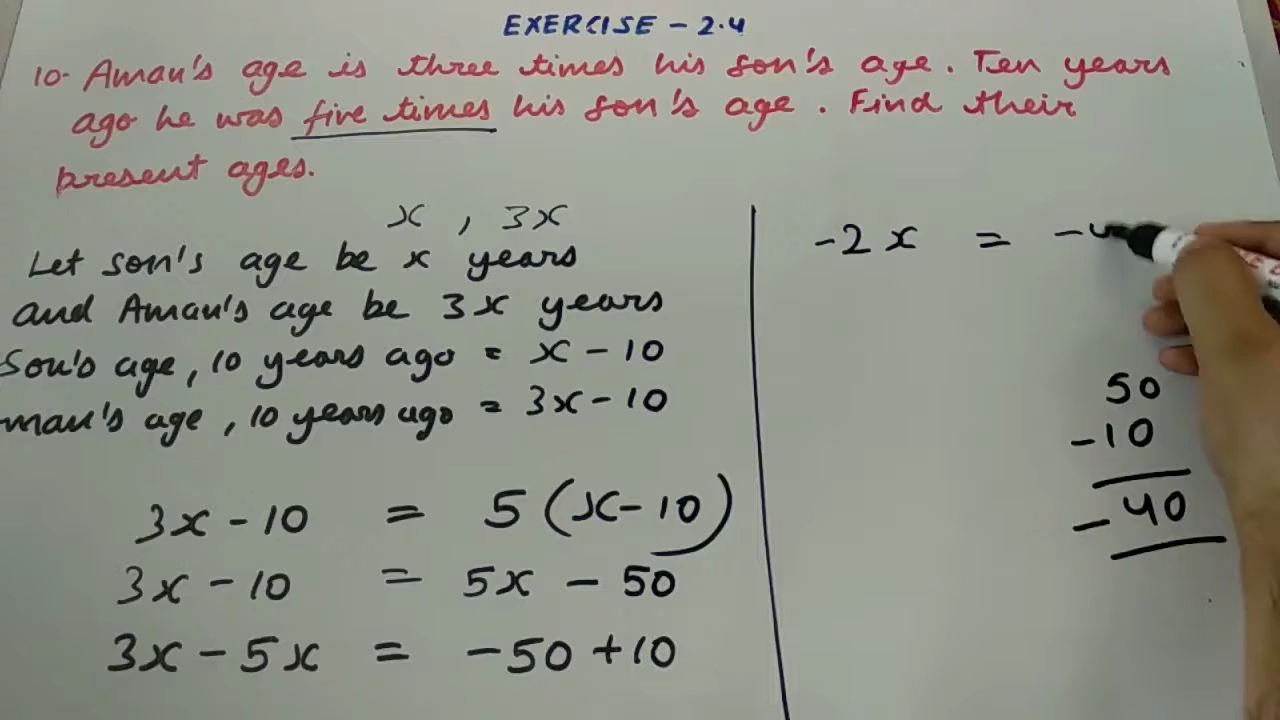 EXERCISE - 2.4
10. Aman's age is three times his son's age. Ten years
ago he was five times his son's age. Find their
present ages.
x , 3x
Let son's age be x years
and Aman's age be 3x years
Son's age, 10 years ago = x - 10
man's age, 10 years ago = 3x - 10
3x - 10 = 5 (x - 10)
3x - 10 = 5x - 50
3x - 5x = -50 + 10
-2x = -4
50
-10
-40